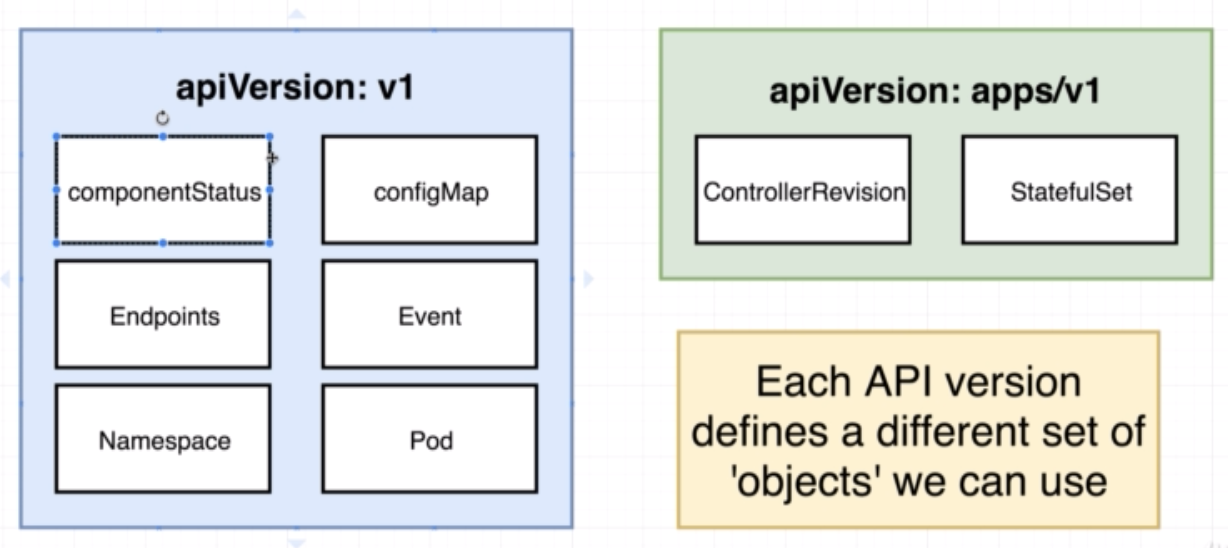 apiVersion: v1
componentStatus
configMap
Endpoints
Event
Namespace
Pod
apiVersion: apps/v1
ControllerRevision
StatefulSet
Each API version
defines a different set of
'objects' we can use